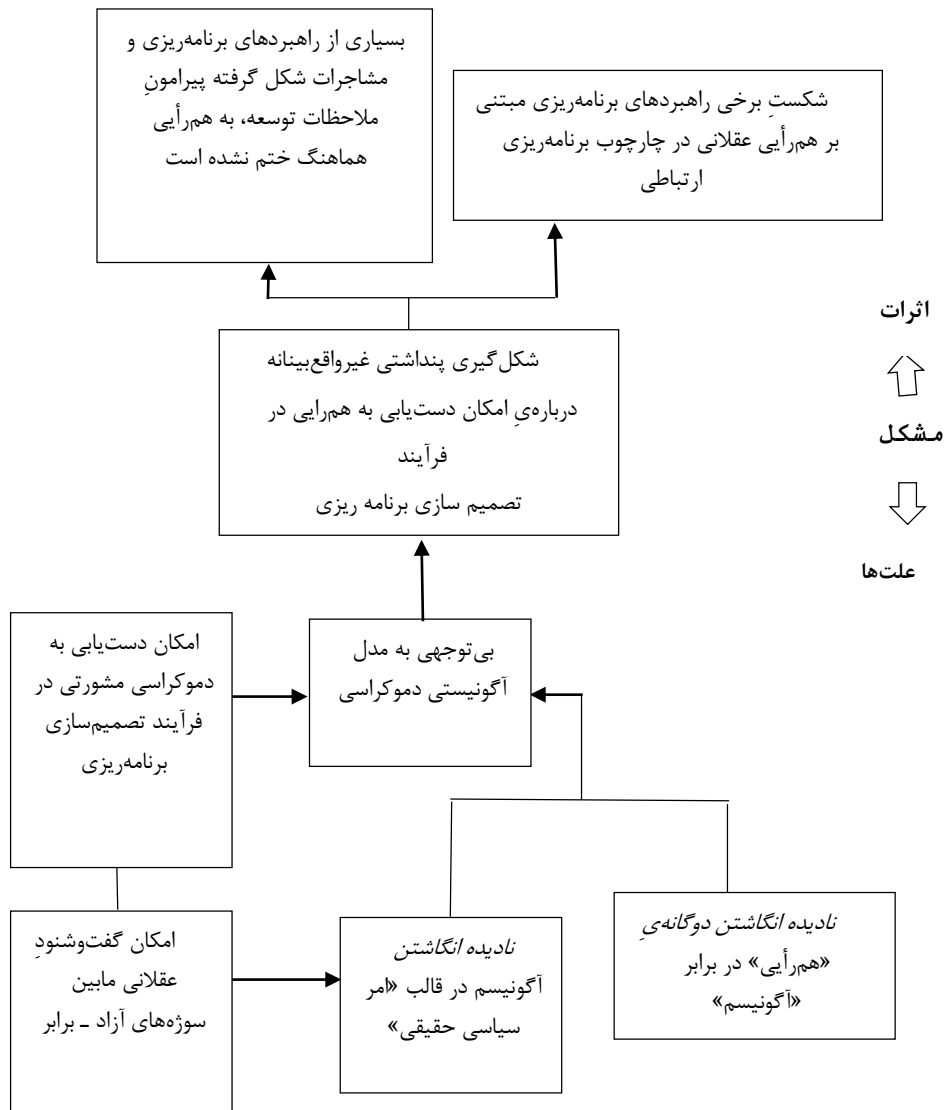 بسیاری از راهبردهای برنامه‌ریزی و
مشاجرات شکل گرفته پیرامونِ
ملاحظات توسعه، به هم‌رأیی
هماهنگ ختم نشده است
شکستِ برخی راهبردهای برنامه‌ریزی مبتنی
بر هم‌رأیی عقلانی در چارچوب برنامه‌ریزی
ارتباطی
اثرات
مشکل
علت‌ها
شکل‌گیری پنداشتی غیرواقع‌بینانه
درباره‌یِ امکان دست‌یابی به هم‌رایی در
فرآیند
تصمیم سازی برنامه ریزی
بی‌توجهی به مدل
آگونیستی دموکراسی
امکان دست‌یابی به
دموکراسی مشورتی در
فرآیند تصمیم‌سازی
برنامه‌ریزی
نادیده انگاشتن دوگانه‌یِ
«هم‌رأیی» در برابر
«آگونیسم»
نادیده انگاشتن
آگونیسم در قالب «امر
سیاسی حقیقی»
امکان گفت‌وشنودِ
عقلانی مابین
سوژه‌های آزاد ـ برابر